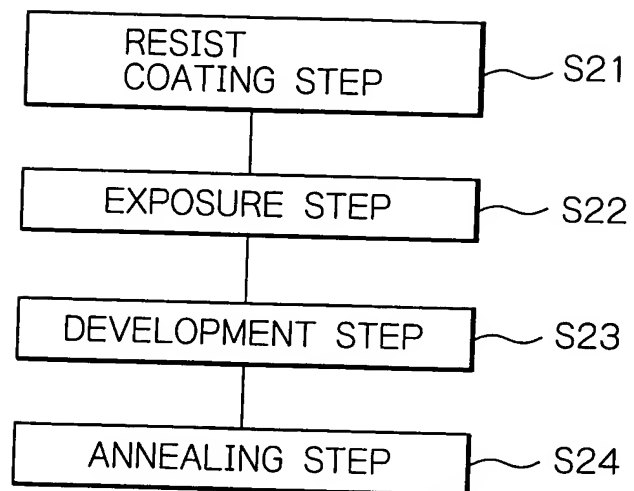 RESIST
COATING STEP
S21
EXPOSURE STEP
S22
DEVELOPMENT STEP
S23
ANNEALING STEP
S24